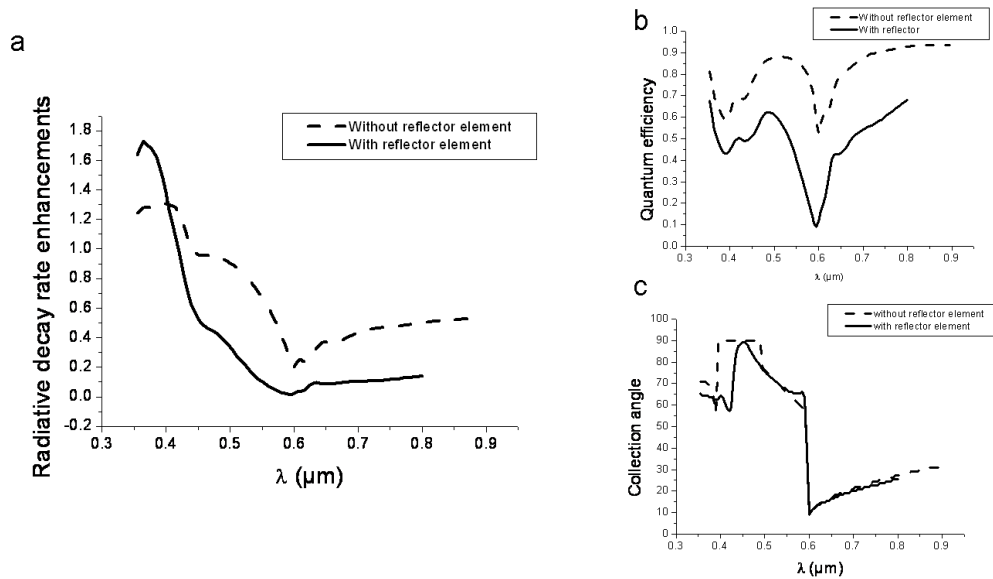 a
Radiative decay rate enhancements
Without reflector element
With reflector element
1.8
1.6
1.4
1.2
1.0
0.8
0.6
0.4
0.2
0.0
-0.2
0.3 0.4 0.5 0.6 0.7 0.8 0.9
λ (µm)
b
Quantum efficiency
Without reflector element
With reflector
1.0
0.9
0.8
0.7
0.6
0.5
0.4
0.3
0.2
0.1
0.0
0.3 0.4 0.5 0.6 0.7 0.8 0.9
λ (µm)
c
Collection angle
without reflector element
with reflector element
100
90
80
70
60
50
40
30
20
10
0
0.3 0.4 0.5 0.6 0.7 0.8 0.9
λ (µm)